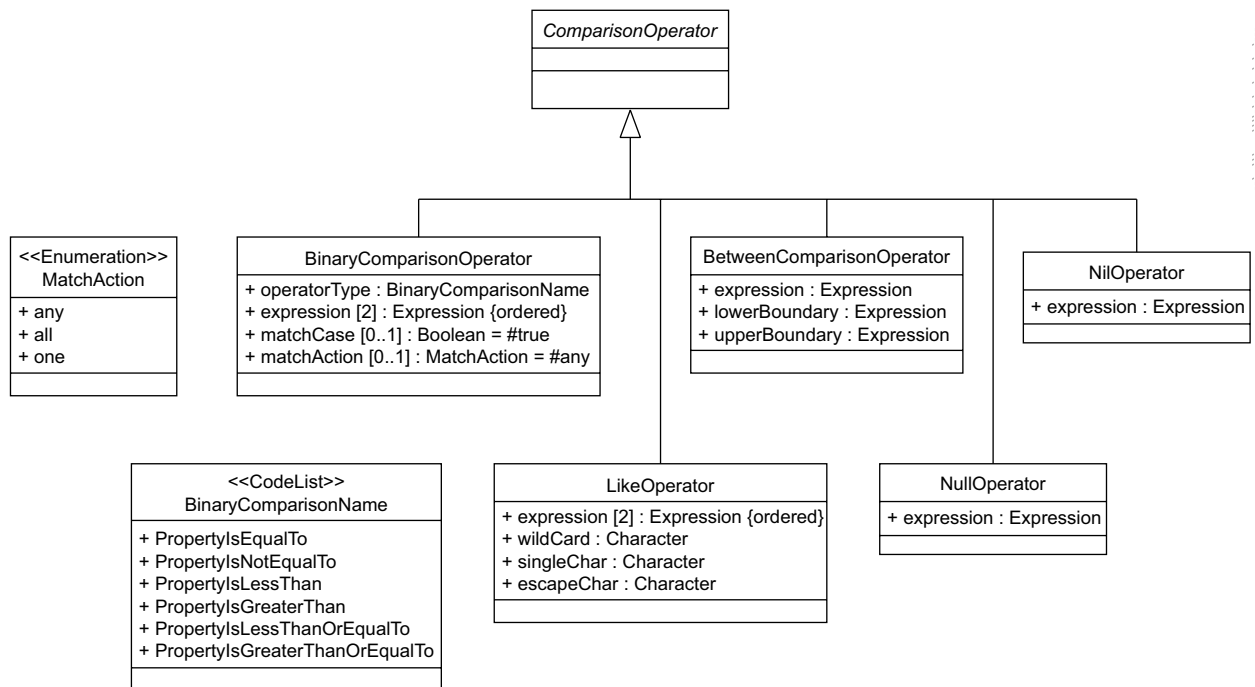 ComparisonOperator
<<Enumeration>>
MatchAction
+ any
+ all
+ one
BinaryComparisonOperator
+ operatorType : BinaryComparisonName
+ expression [2] : Expression {ordered}
+ matchCase [0..1] : Boolean = #true
+ matchAction [0..1] : MatchAction = #any
BetweenComparisonOperator
+ expression : Expression
+ lowerBoundary : Expression
+ upperBoundary : Expression
NilOperator
+ expression : Expression
<<CodeList>>
BinaryComparisonName
+ PropertyIsEqualTo
+ PropertyIsNotEqualTo
+ PropertyIsLessThan
+ PropertyIsGreaterThan
+ PropertyIsLessThanOrEqualTo
+ PropertyIsGreaterThanOrEqualTo
LikeOperator
+ expression [2] : Expression {ordered}
+ wildCard : Character
+ singleChar : Character
+ escapeChar : Character
NullOperator
+ expression : Expression